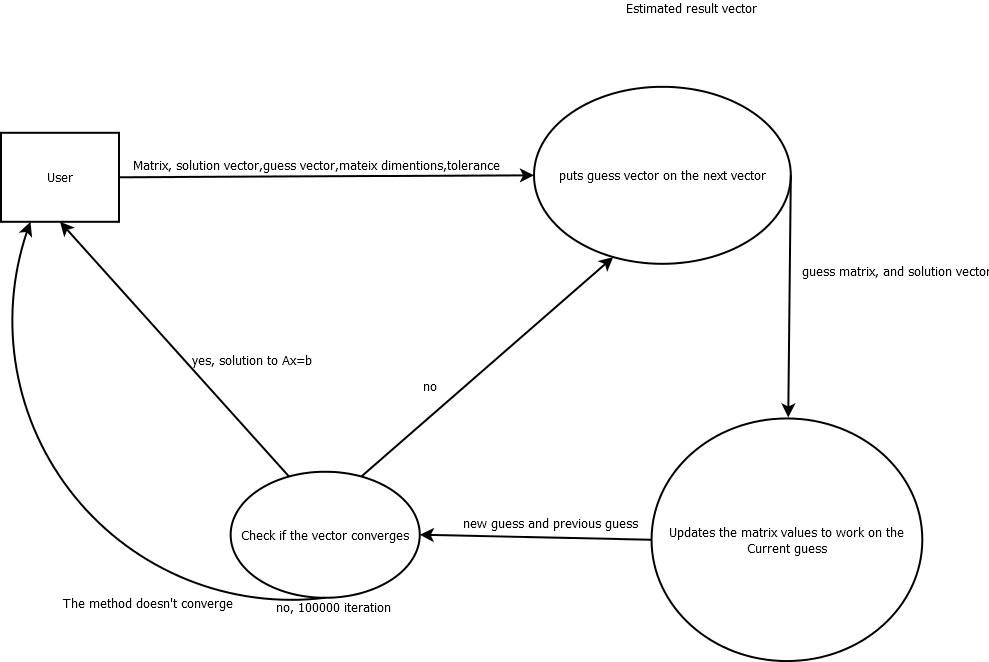 Estimated result vector
Matrix, solution vector,guess vector,mateix dimentions,tolerance
User
puts guess vector on the next vector
guess matrix, and solution vector
yes, solution to Ax=b
no
new guess and previous guess
Updates the matrix values to work on the
Current guess
Check if the vector converges
The method doesn't converge
no, 100000 iteration